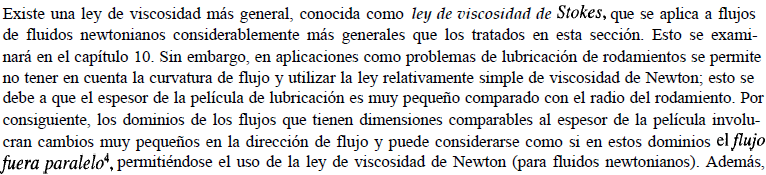 Existe una ley de viscosidad más general, conocida como ley de viscosidad de Stokes, que se aplica a flujos
de fluidos newtonianos considerablemente más generales que los tratados en esta sección. Esto se exami-
nará en el capítulo 10. Sin embargo, en aplicaciones como problemas de lubricación de rodamientos se permite
no tener en cuenta la curvatura de flujo y utilizar la ley relativamente simple de viscosidad de Newton; esto se
debe a que el espesor de la película de lubricación es muy pequeño comparado con el radio del rodamiento. Por
consiguiente, los dominios de los flujos que tienen dimensiones comparables al espesor de la película involu-
cran cambios muy pequeños en la dirección de flujo y puede considerarse como si en estos dominios el flujo
fuera paralelo⁴, permitiéndose el uso de la ley de viscosidad de Newton (para fluidos newtonianos). Además,